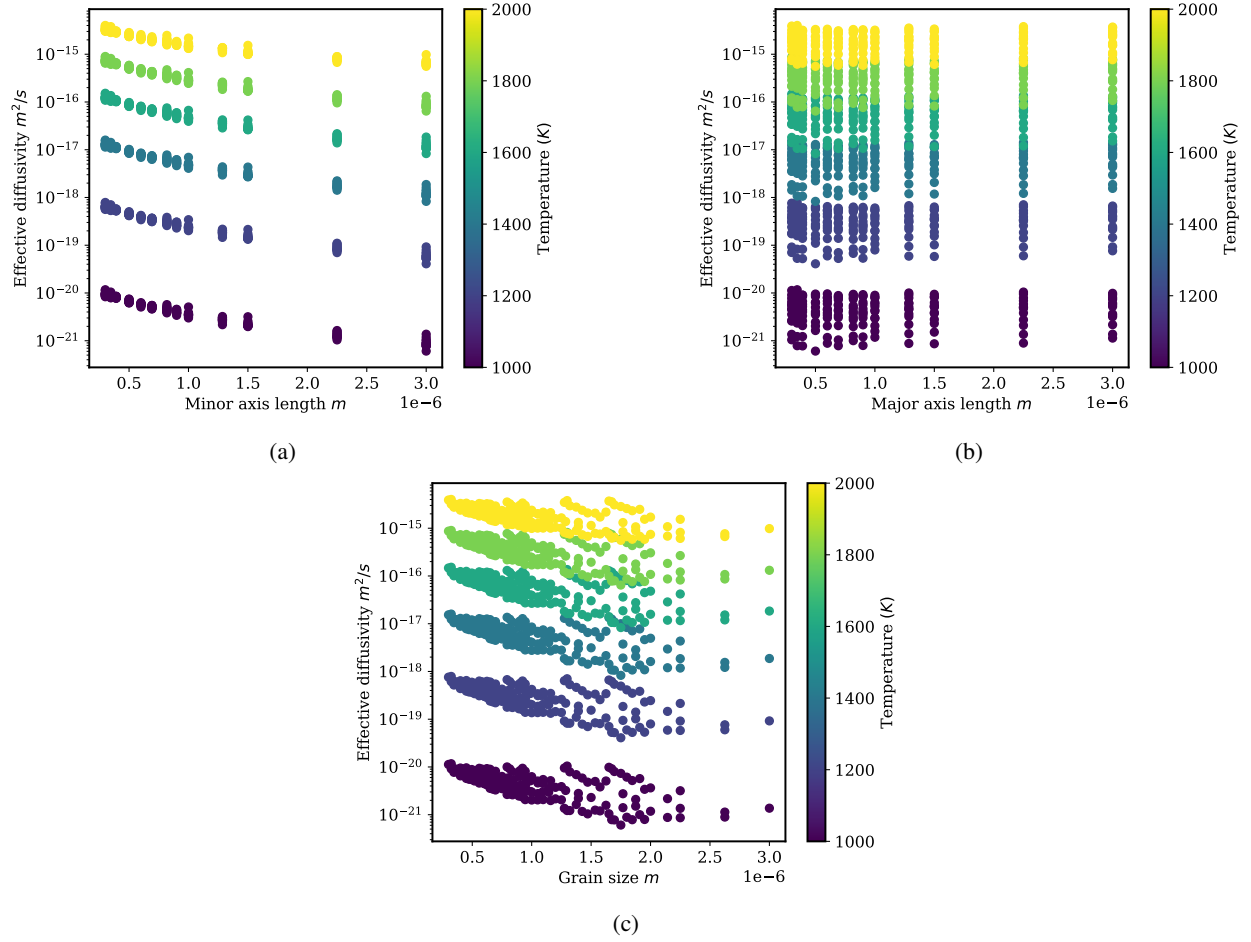 Effective diffusivity $m^2/s$
10⁻¹⁵
10⁻¹⁶
10⁻¹⁷
10⁻¹⁸
10⁻¹⁹
10⁻²⁰
10⁻²¹
0.5 1.0 1.5 2.0 2.5 3.0
Minor axis length m 1e−6
2000
1800
1600
1400
1200
1000
Temperature (K)
(a)
Effective diffusivity m²/s
10⁻¹⁵
10⁻¹⁶
10⁻¹⁷
10⁻¹⁸
10⁻¹⁹
10⁻²⁰
10⁻²¹
0.5 1.0 1.5 2.0 2.5 3.0
Major axis length m 1e−6
2000
1800
1600
1400
1200
1000
Temperature (K)
(b)
Effective diffusivity m²/s
10⁻¹⁵
10⁻¹⁶
10⁻¹⁷
10⁻¹⁸
10⁻¹⁹
10⁻²⁰
10⁻²¹
0.5 1.0 1.5 2.0 2.5 3.0
Grain size m 1e−6
2000
1800
1600
1400
1200
1000
Temperature (K)
(c)